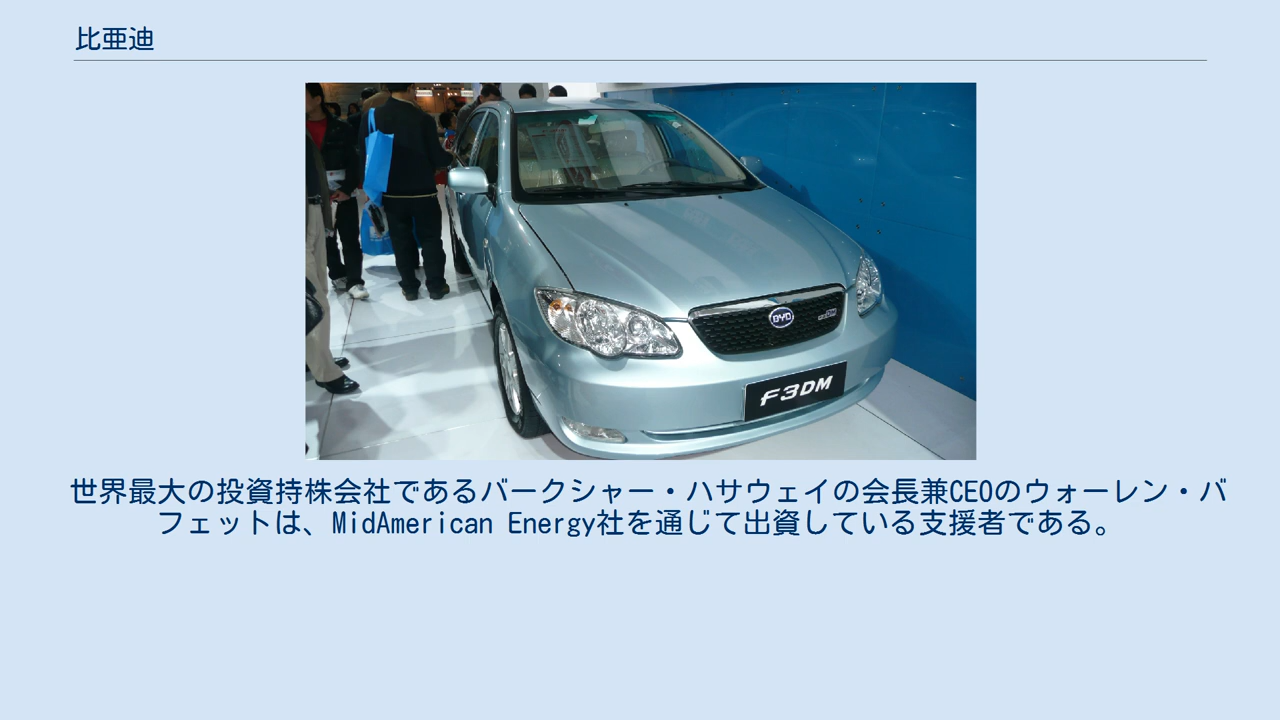 比亜迪
BYD
F3DM
世界最大の投資持株会社であるバークシャー・ハサウェイの会長兼CEOのウォーレン・バ
フェットは、MidAmerican Energy社を通じて出資している支援者である。